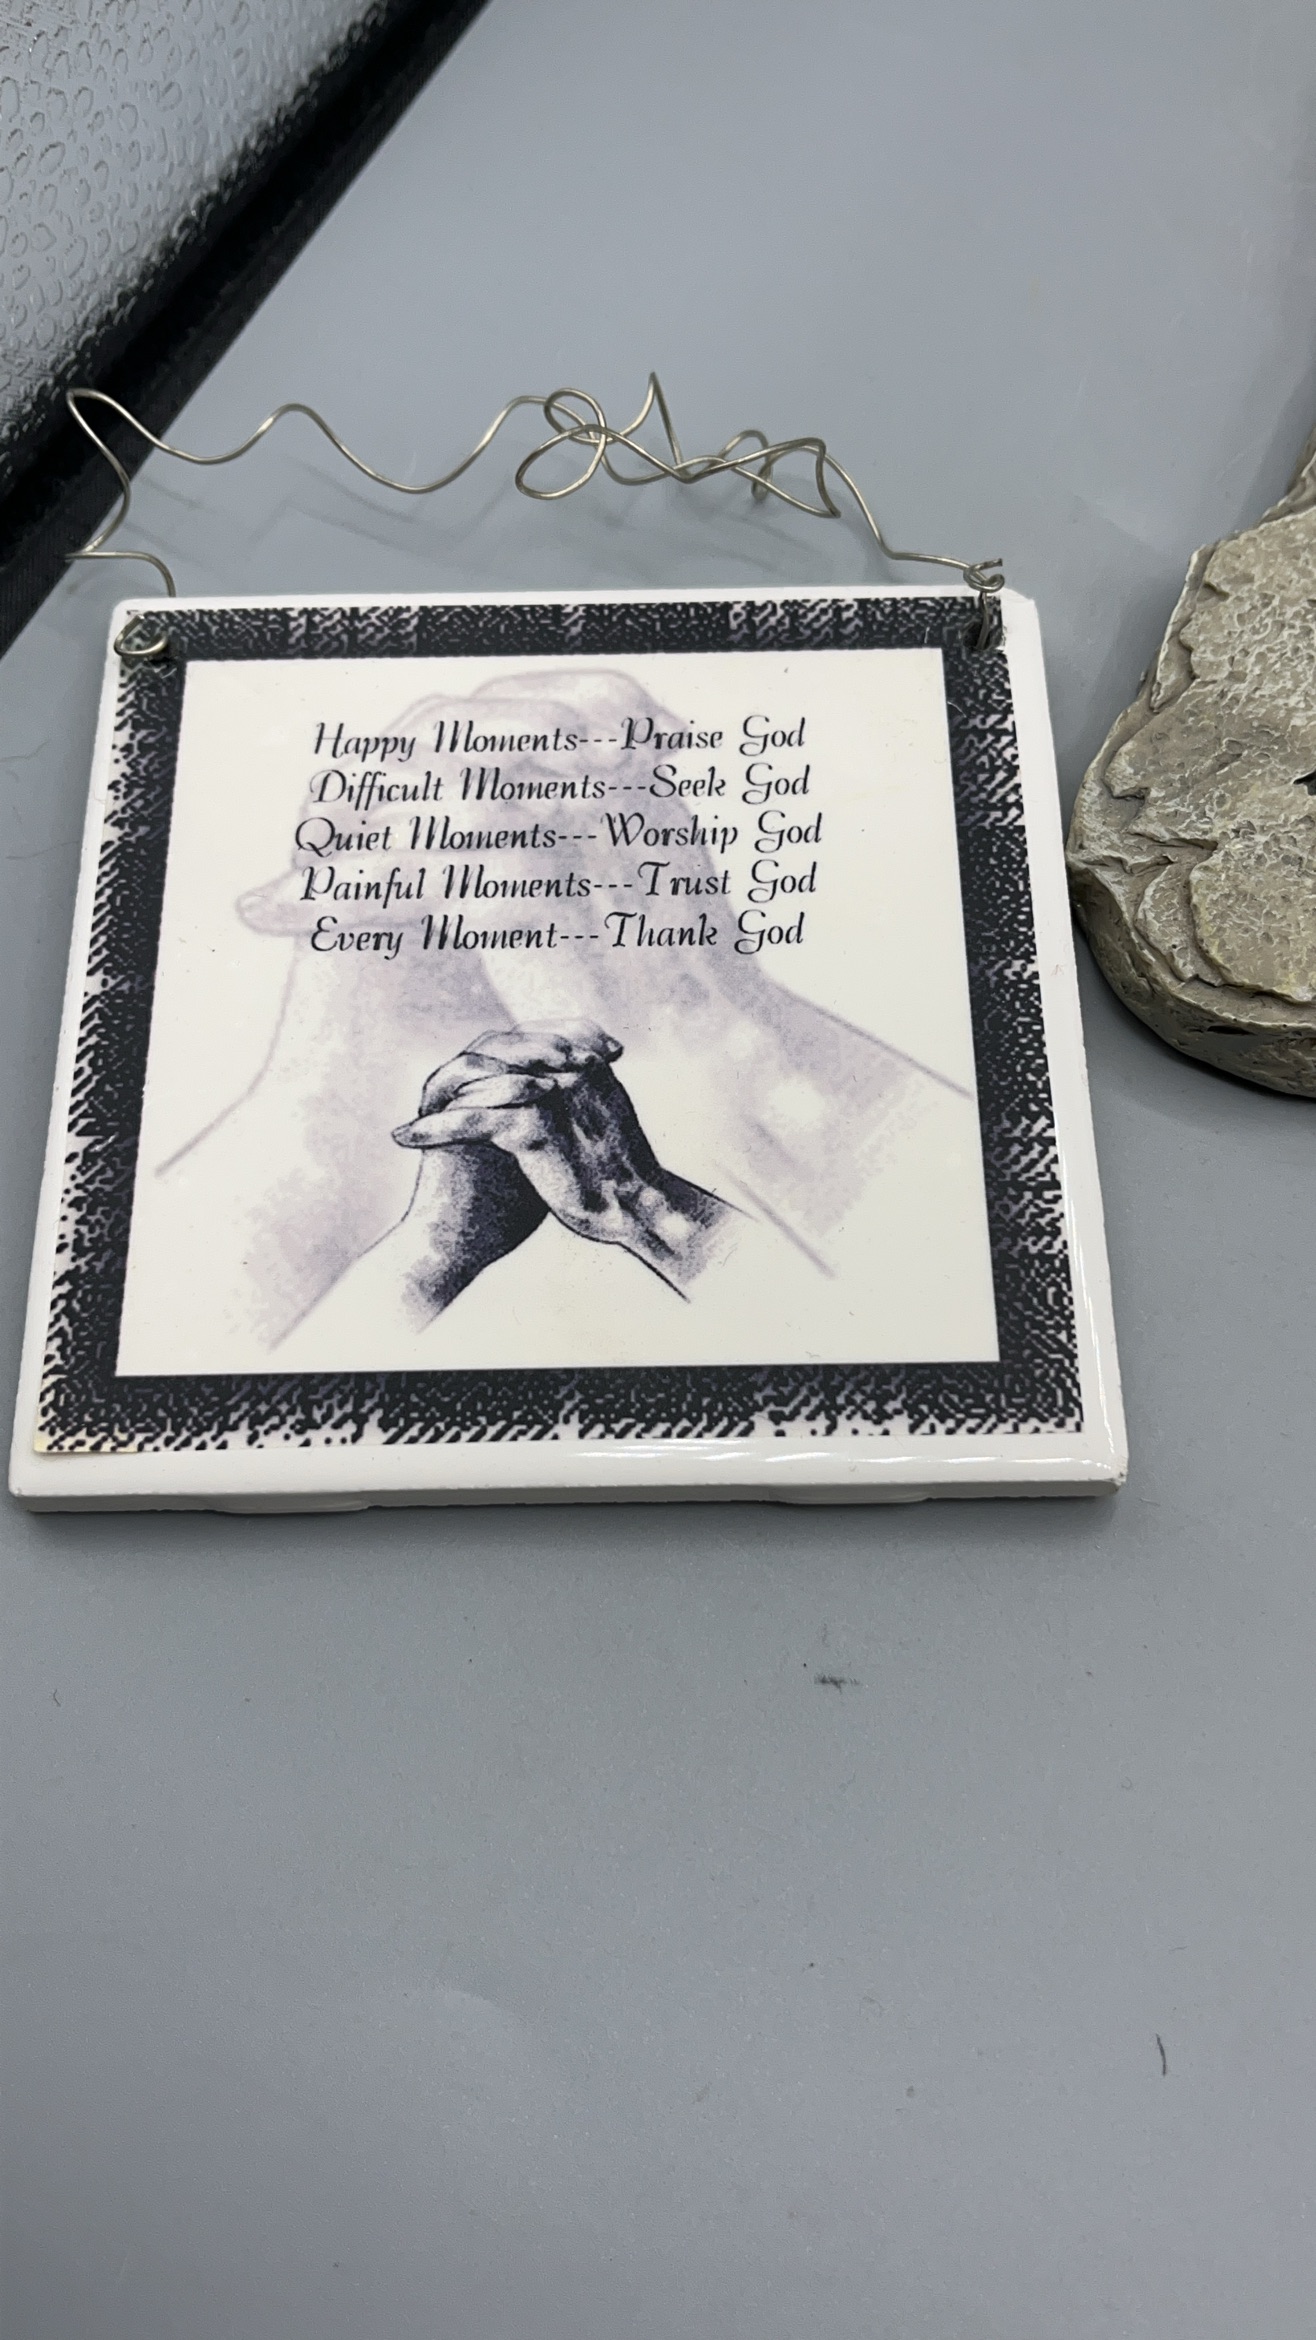 Happy Moments---Praise God
Difficult Moments---Seek God
Quiet Moments---Worship God
Painful Moments---Trust God
Every Moment---Thank God